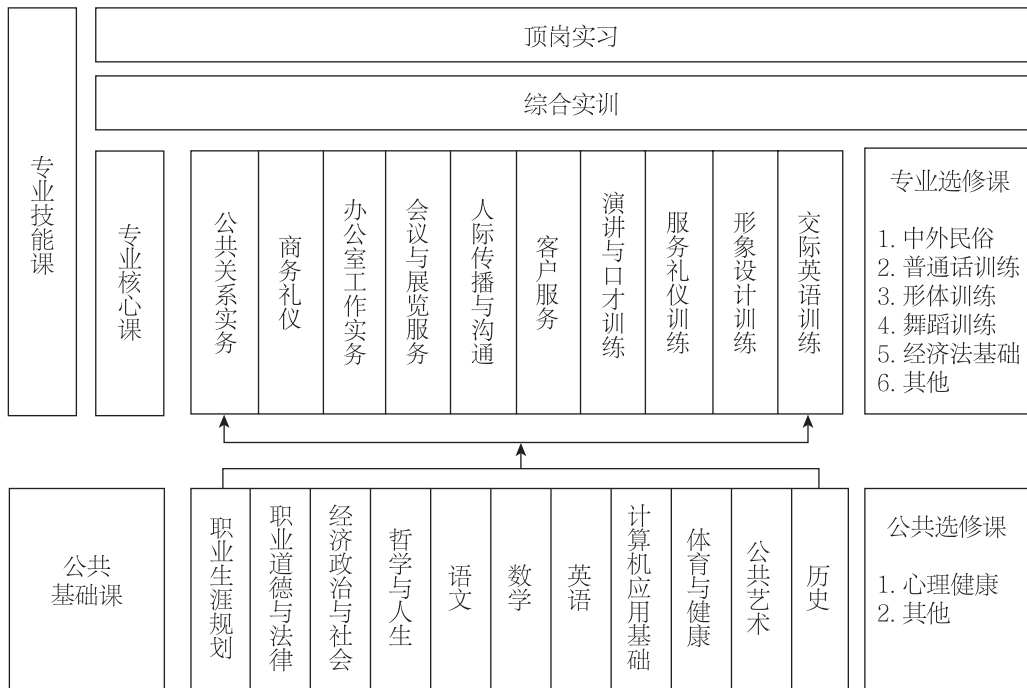 顶岗实习
综合实训
专业技能课
专业核心课
公共关系实务
商务礼仪
办公室工作实务
会议与展览服务
人际传播与沟通
客户服务
演讲与口才训练
服务礼仪训练
形象设计训练
交际英语训练
专业选修课
1. 中外民俗
2. 普通话训练
3. 形体训练
4. 舞蹈训练
5. 经济法基础
6. 其他
公共
基础课
职业生涯规划
职业道德与法律
经济政治与社会
哲学与人生
语文
数学
英语
计算机应用基础
体育与健康
公共艺术
历史
公共选修课
1. 心理健康
2. 其他